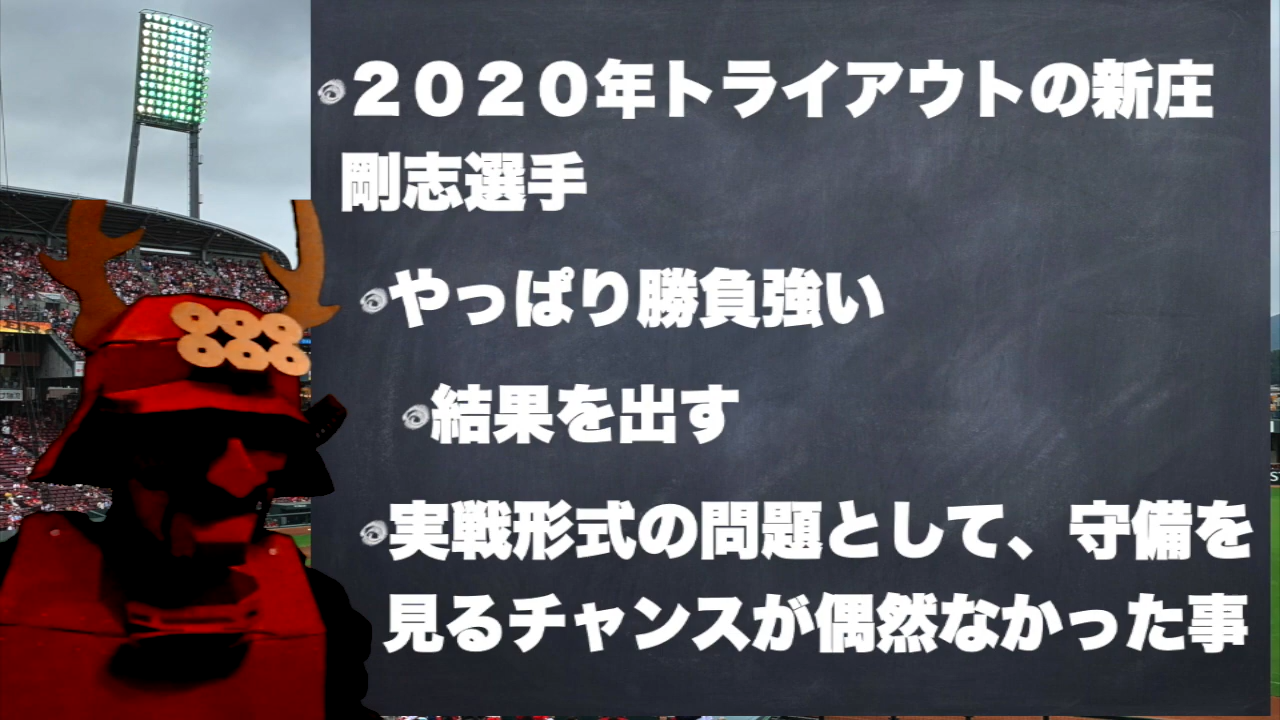 ２０２０年トライアウトの新庄
剛志選手
やっぱり勝負強い
結果を出す
実戦形式の問題として、守備を
見るチャンスが偶然なかった事